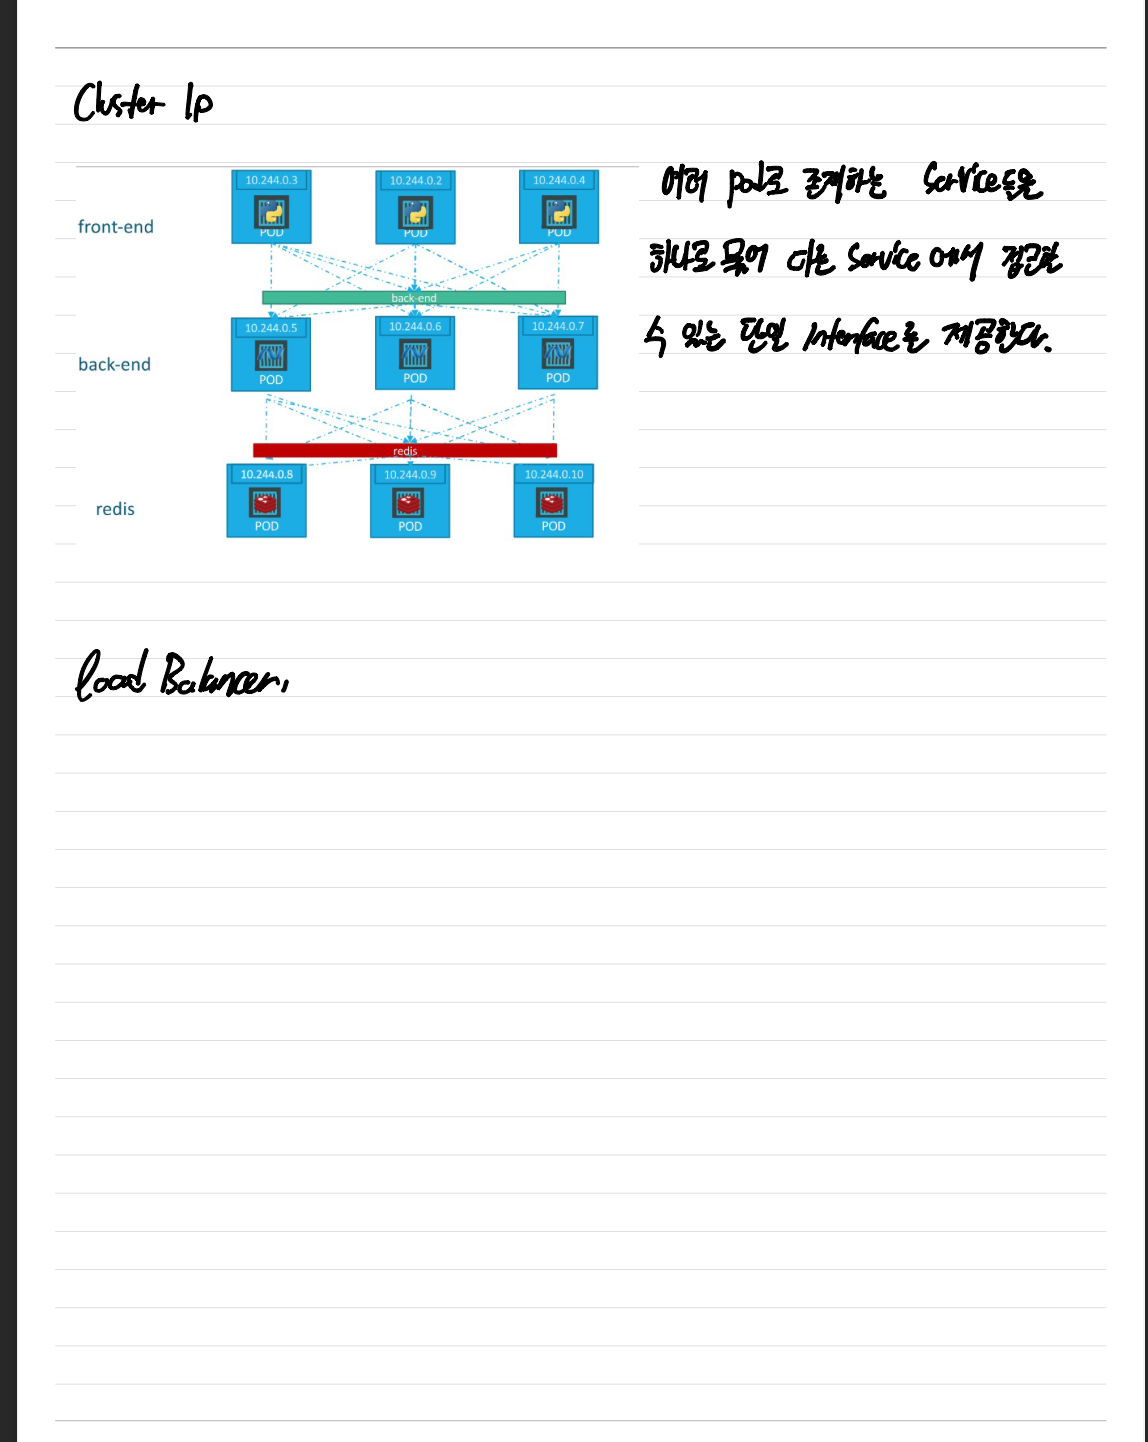 Cluster Ip
여러 pod로 존재하는 Service들을
하나로 묶어 다른 Service에서 접근할
수 있는 단일 Interface를 제공한다.
10.244.0.3 10.244.0.2 10.244.0.4
front-end
POD POD POD
back-end
10.244.0.5 10.244.0.6 10.244.0.7
back-end
POD POD POD
redis
10.244.0.8 10.244.0.9 10.244.0.10
redis
POD POD POD
load Balancer,